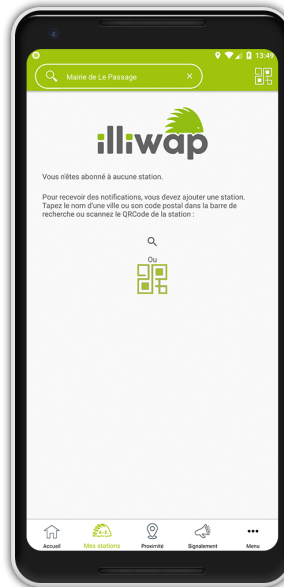 13:49
Mairie de Le Passage
illiwap
Vous n'êtes abonné à aucune station.
Pour recevoir des notifications, vous devez ajouter une station.
Tapez le nom d'une ville ou son code postal dans la barre de
recherche ou scannez le QRCode de la station :
Ou
Accueil Mes stations Proximité Signalement Menu